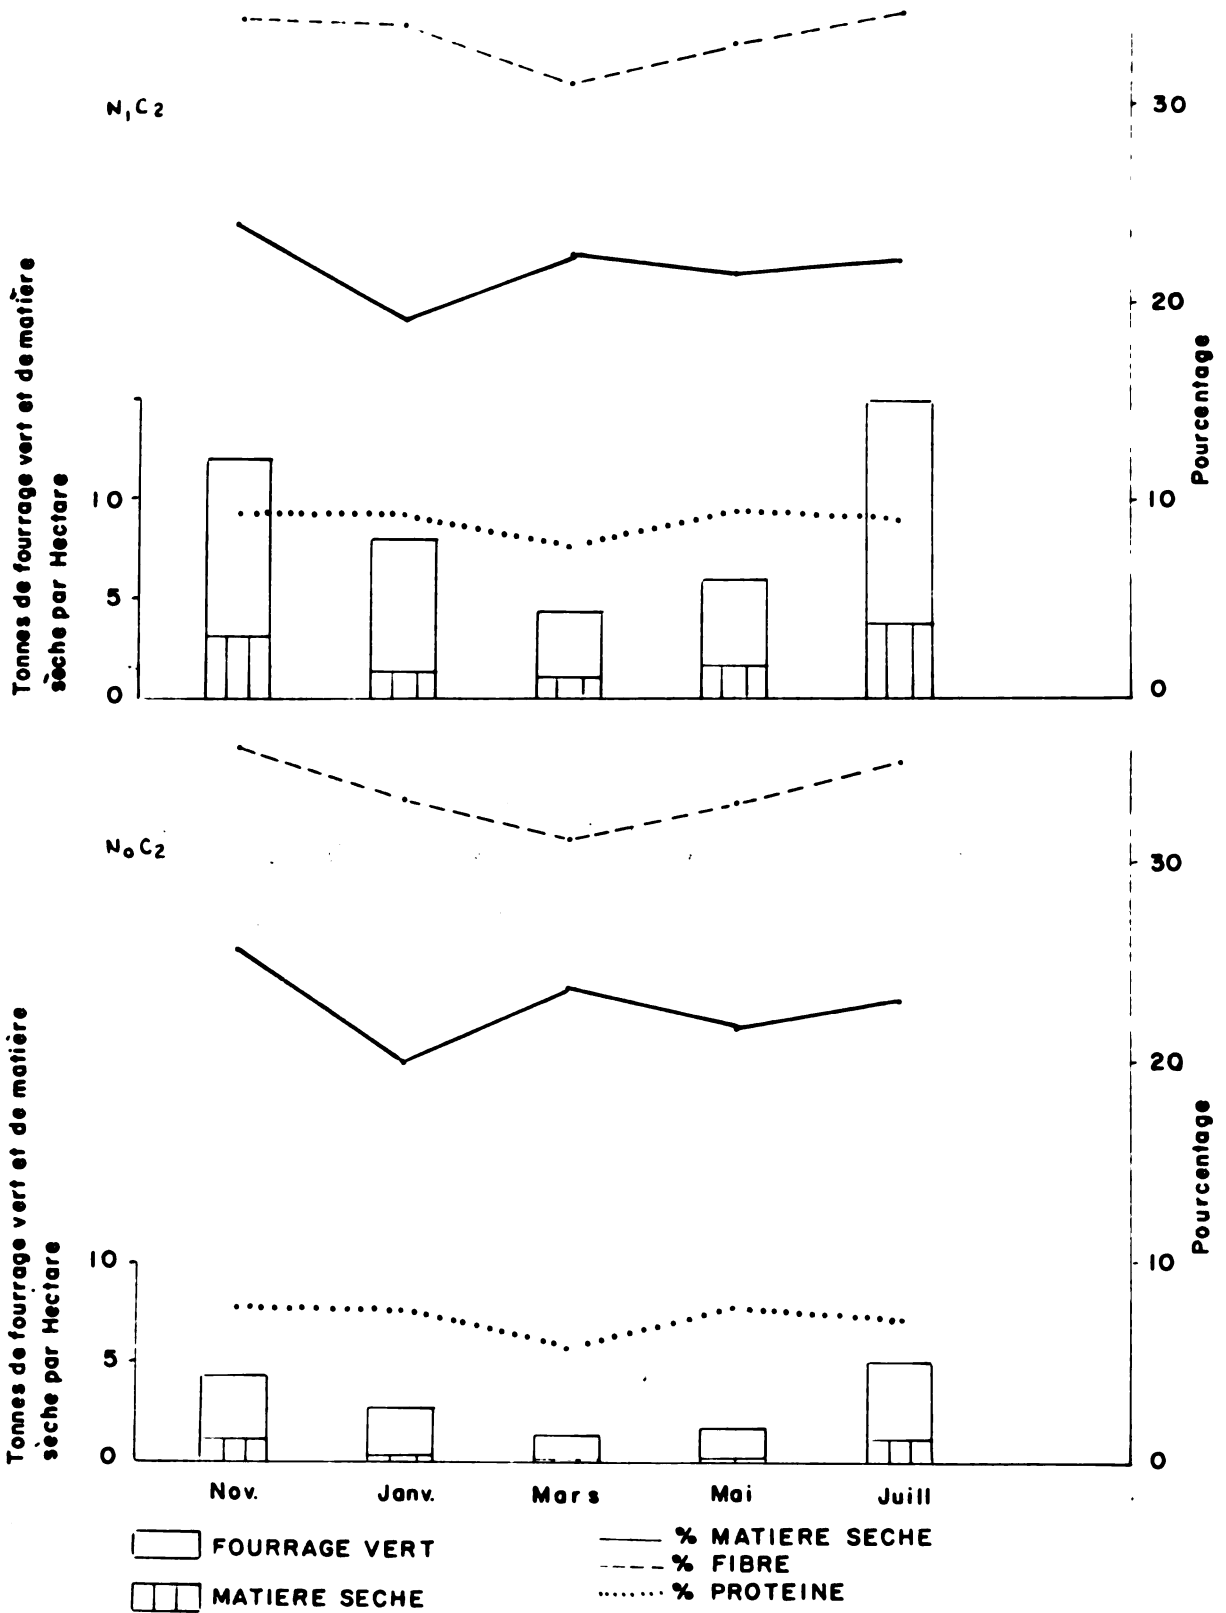 N₁C₂
30
20
10
0
Pourcentage
Tonnes de fourrage vert et de matière
sèche par Hectare
10
5
0
N₀C₂
30
20
10
0
Pourcentage
Tonnes de fourrage vert et de matière
sèche par Hectare
10
5
0
Nov. Janv. Mars Mai Juill
FOURRAGE VERT
MATIERE SECHE
% MATIERE SECHE
% FIBRE
% PROTEINE